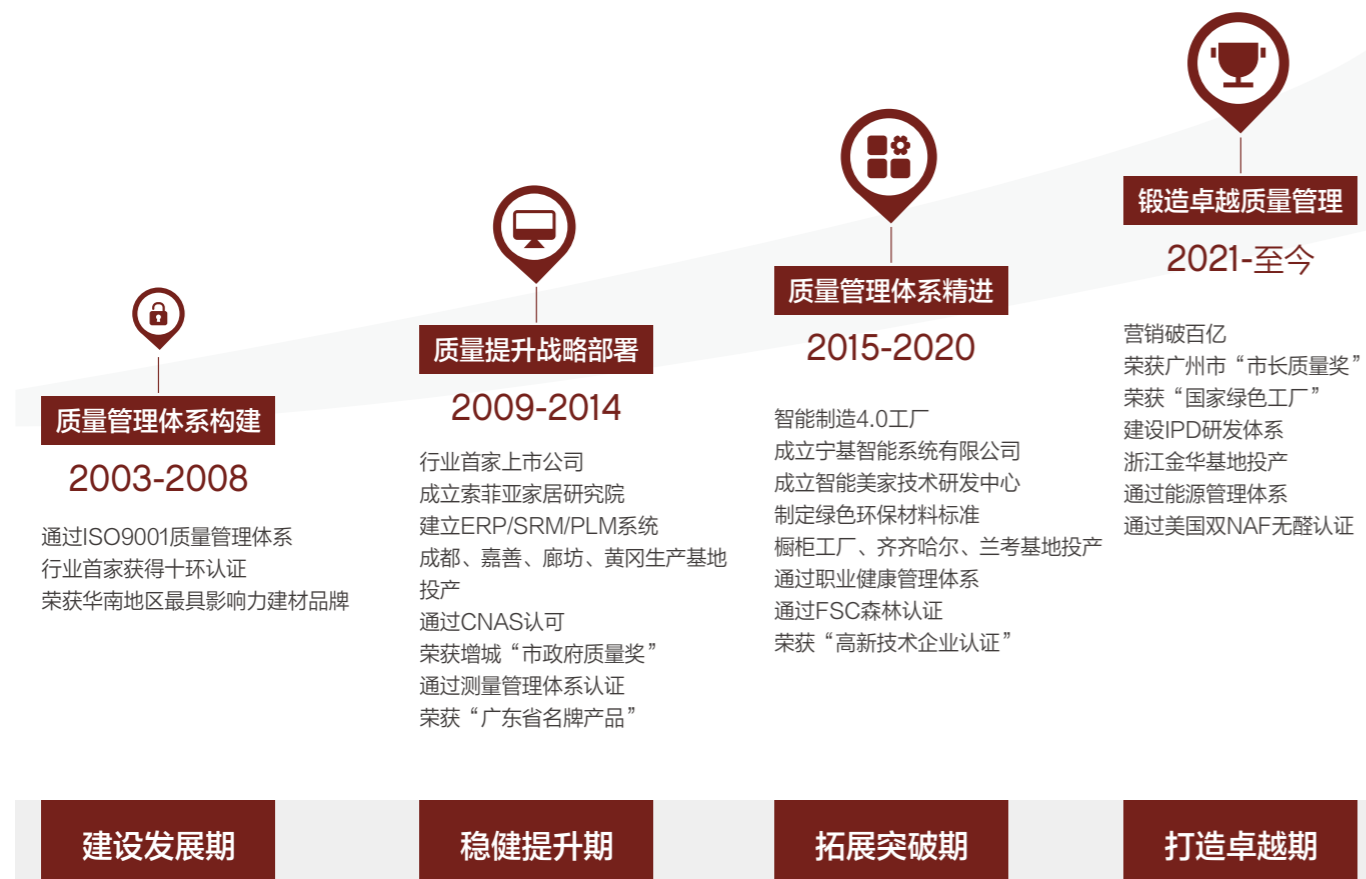 质量管理体系构建
2003-2008
通过ISO9001质量管理体系
行业首家获得十环认证
荣获华南地区最具影响力建材品牌
建设发展期
质量提升战略部署
2009-2014
行业首家上市公司
成立索菲亚家居研究院
建立ERP/SRM/PLM系统
成都、嘉善、廊坊、黄冈生产基地
投产
通过CNAS认可
荣获增城“市政府质量奖”
通过测量管理体系认证
荣获“广东省名牌产品”
稳健提升期
质量管理体系精进
2015-2020
智能制造4.0工厂
成立宁基智能系统有限公司
成立智能美家技术研发中心
制定绿色环保材料标准
橱柜工厂、齐齐哈尔、兰考基地投产
通过职业健康管理体系
通过FSC森林认证
荣获“高新技术企业认证”
拓展突破期
锻造卓越质量管理
2021-至今
营销破百亿
荣获广州市“市长质量奖”
荣获“国家绿色工厂”
建设IPD研发体系
浙江金华基地投产
通过能源管理体系
通过美国双NAF无醛认证
打造卓越期